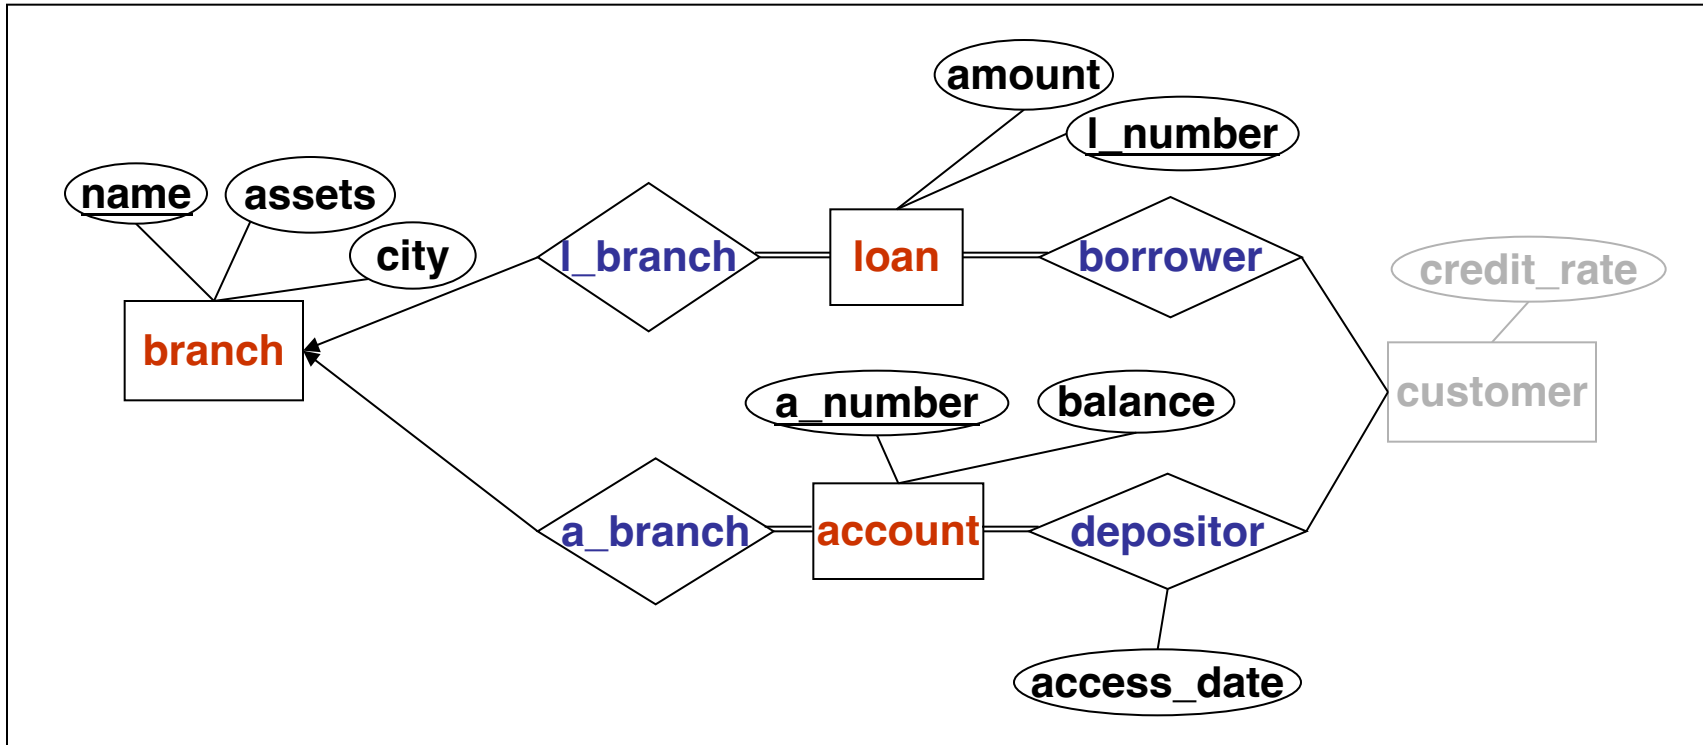 amount
l_number
name
assets
city
l_branch
loan
borrower
credit_rate
branch
customer
a_number
balance
a_branch
account
depositor
access_date